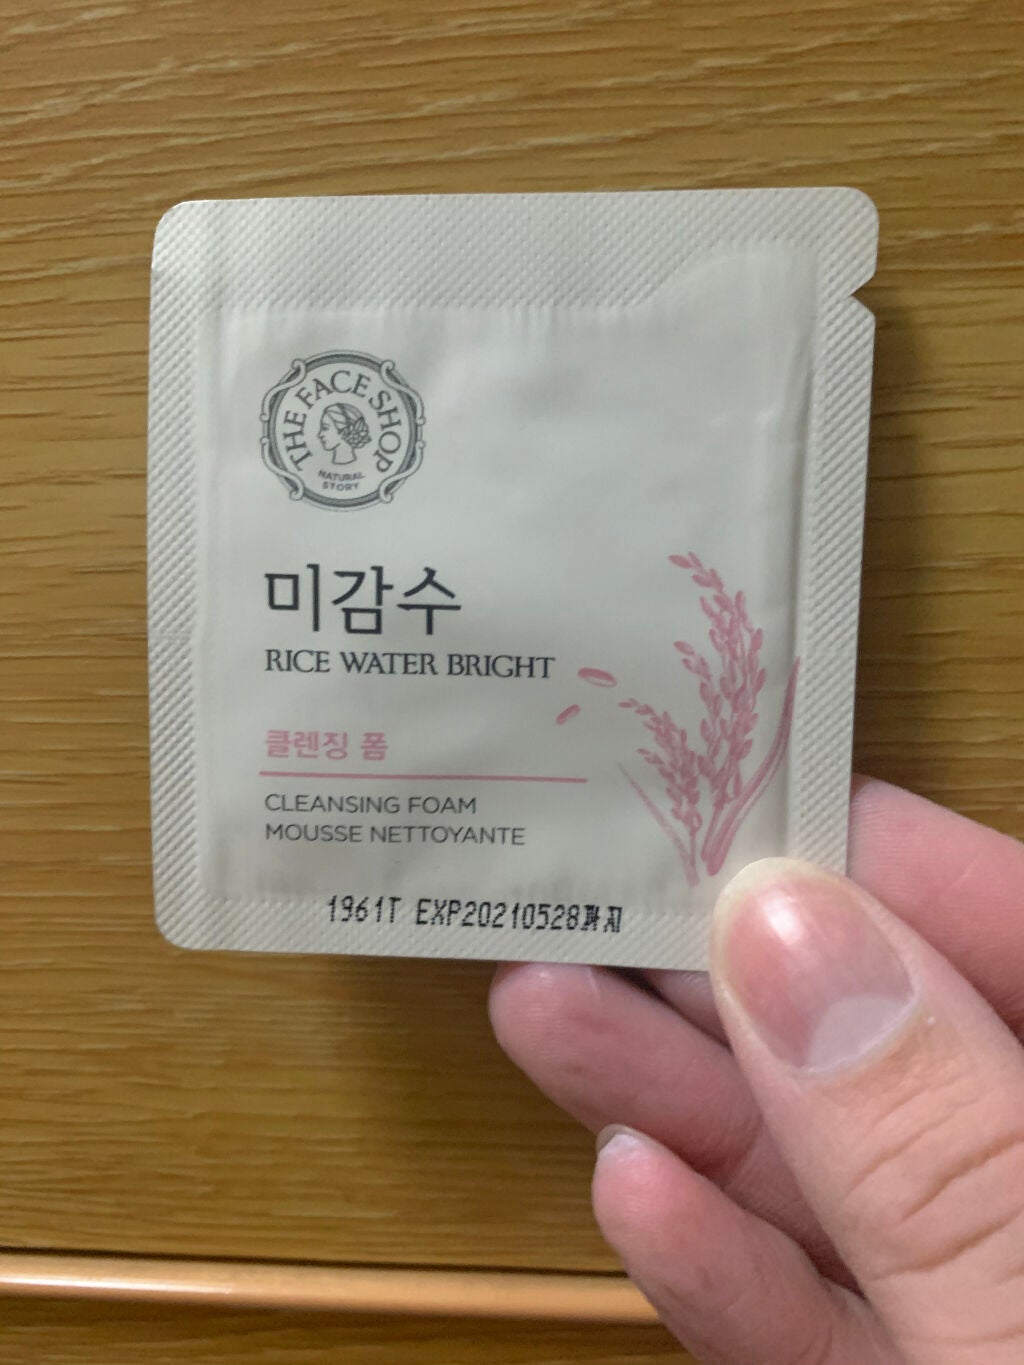 THE FACE SHOP
NATURAL
STORY
미감수
RICE WATER BRIGHT
클렌징 폼
CLEANSING FOAM
MOUSSE NETTOYANTE
1961T EXP20210528까지